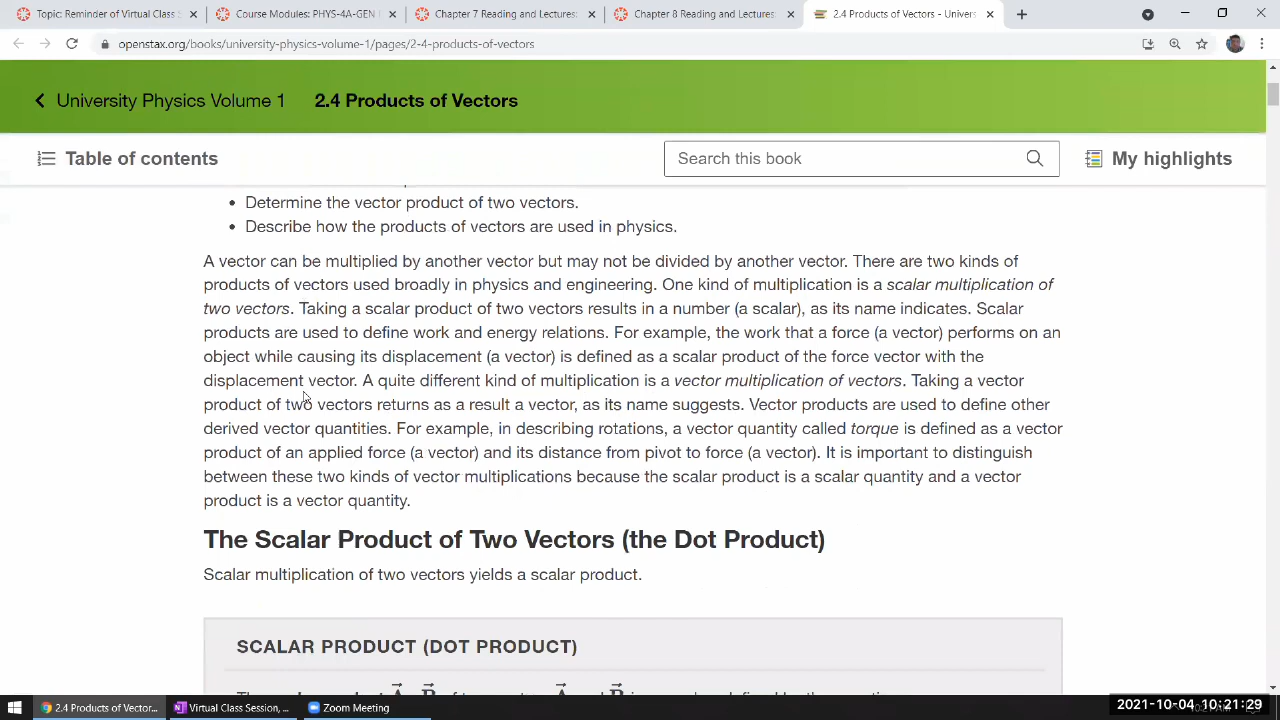 Topic: Reminder of Virtual Class S
Course Modules: PHYS-4A-GEN
Chapter 7 Reading and Lectures:
Chapter 8 Reading and Lectures:
2.4 Products of Vectors - Univers
openstax.org/books/university-physics-volume-1/pages/2-4-products-of-vectors
University Physics Volume 1
2.4 Products of Vectors
Table of contents
Search this book
My highlights
• Determine the vector product of two vectors.
• Describe how the products of vectors are used in physics.
A vector can be multiplied by another vector but may not be divided by another vector. There are two kinds of
products of vectors used broadly in physics and engineering. One kind of multiplication is a scalar multiplication of
two vectors. Taking a scalar product of two vectors results in a number (a scalar), as its name indicates. Scalar
products are used to define work and energy relations. For example, the work that a force (a vector) performs on an
object while causing its displacement (a vector) is defined as a scalar product of the force vector with the
displacement vector. A quite different kind of multiplication is a vector multiplication of vectors. Taking a vector
product of two vectors returns as a result a vector, as its name suggests. Vector products are used to define other
derived vector quantities. For example, in describing rotations, a vector quantity called torque is defined as a vector
product of an applied force (a vector) and its distance from pivot to force (a vector). It is important to distinguish
between these two kinds of vector multiplications because the scalar product is a scalar quantity and a vector
product is a vector quantity.
The Scalar Product of Two Vectors (the Dot Product)
Scalar multiplication of two vectors yields a scalar product.
SCALAR PRODUCT (DOT PRODUCT)
2.4 Products of Vector...
Virtual Class Session, ...
Zoom Meeting
2021-10-04 10:21:29